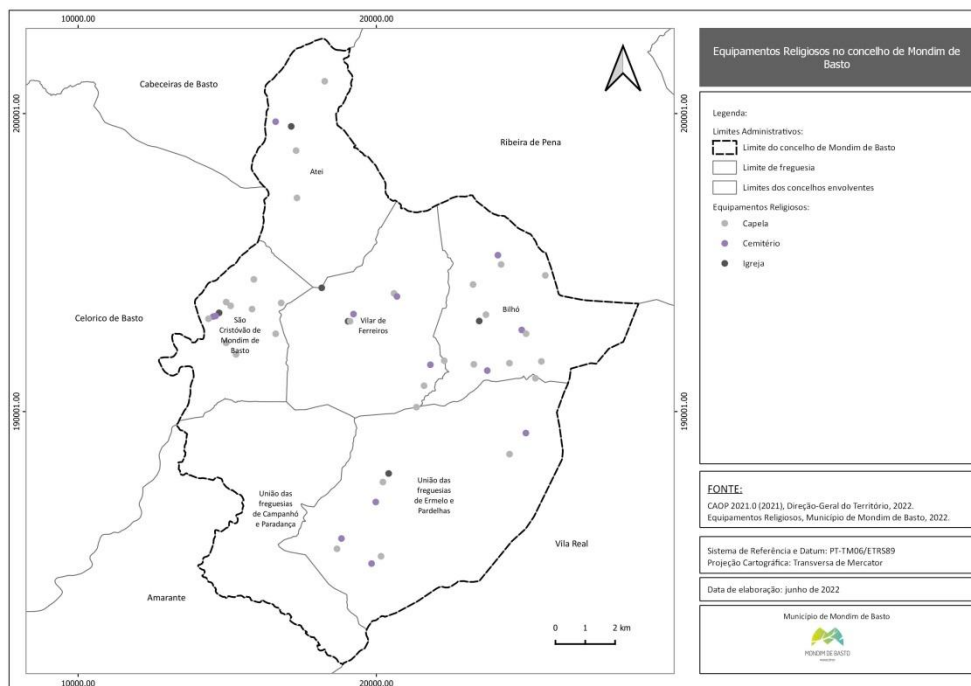 10000.00
20000.00
Equipamentos Religiosos no concelho de Mondim de
Basto
Cabeceiras de Basto
200001.00
200001.00
Ribeira de Pena
Atei
Legenda:
Limites Administrativos:
Limite do concelho de Mondim de Basto
Limite de freguesia
Limites dos concelhos envolventes
Equipamentos Religiosos:
Capela
Cemitério
Igreja
Celorico de Basto
São
Cristóvão de
Mondim de
Basto
Vilar de
Ferreiros
Bilhó
190001.00
190001.00
União das
freguesias
de Campanhó
e Paradança
União das
freguesias
de Ermelo e
Pardelhas
Vila Real
Amarante
0 1 2 km
10000.00
20000.00
FONTE:
CAOP 2021.0 (2021), Direção-Geral do Território, 2022.
Equipamentos Religiosos, Município de Mondim de Basto, 2022.
Sistema de Referência e Datum: PT-TM06/ETRS89
Projeção Cartográfica: Transversa de Mercator
Data de elaboração: junho de 2022
Município de Mondim de Basto
MONDIM DE BASTO